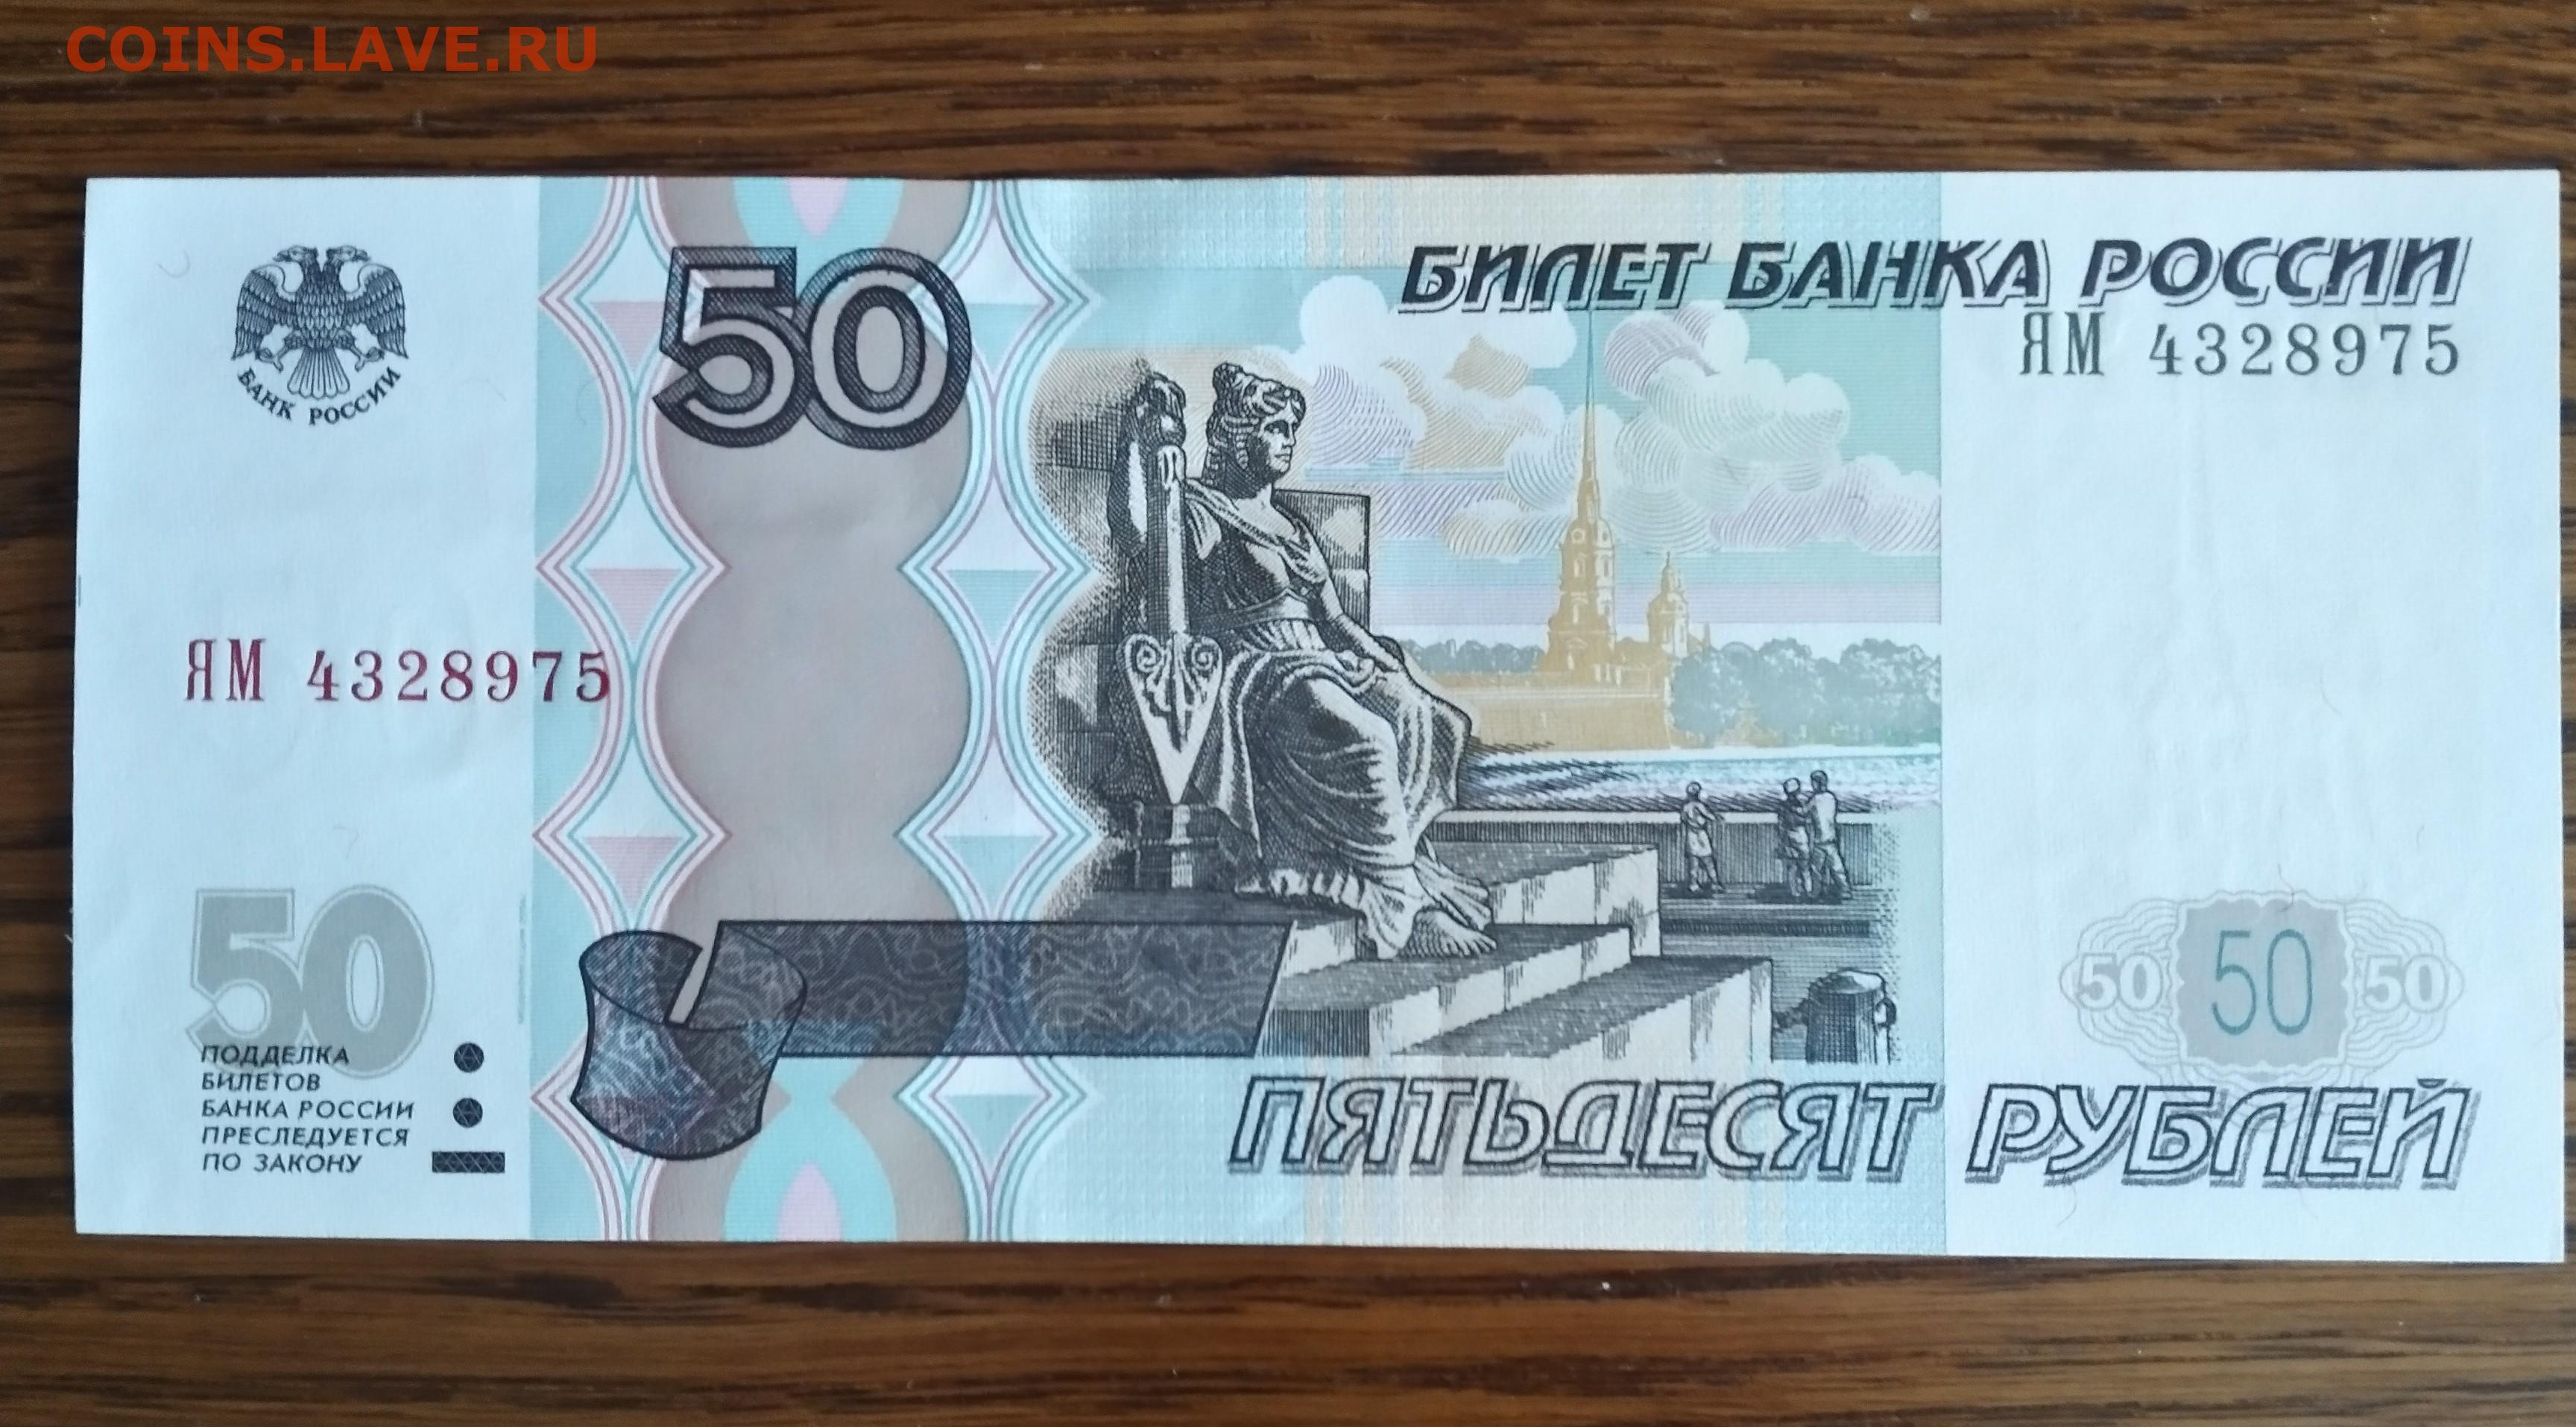 COINS.LAVE.RU
БАНК РОССИИ
50
БИЛЕТ БАНКА РОССИИ
ЯМ 4328975
ЯМ 4328975
50
ПОДДЕЛКА
БИЛЕТОВ
БАНКА РОССИИ
ПРЕСЛЕДУЕТСЯ
ПО ЗАКОНУ
50 50 50
ПЯТЬДЕСЯТ РУБЛЕЙ